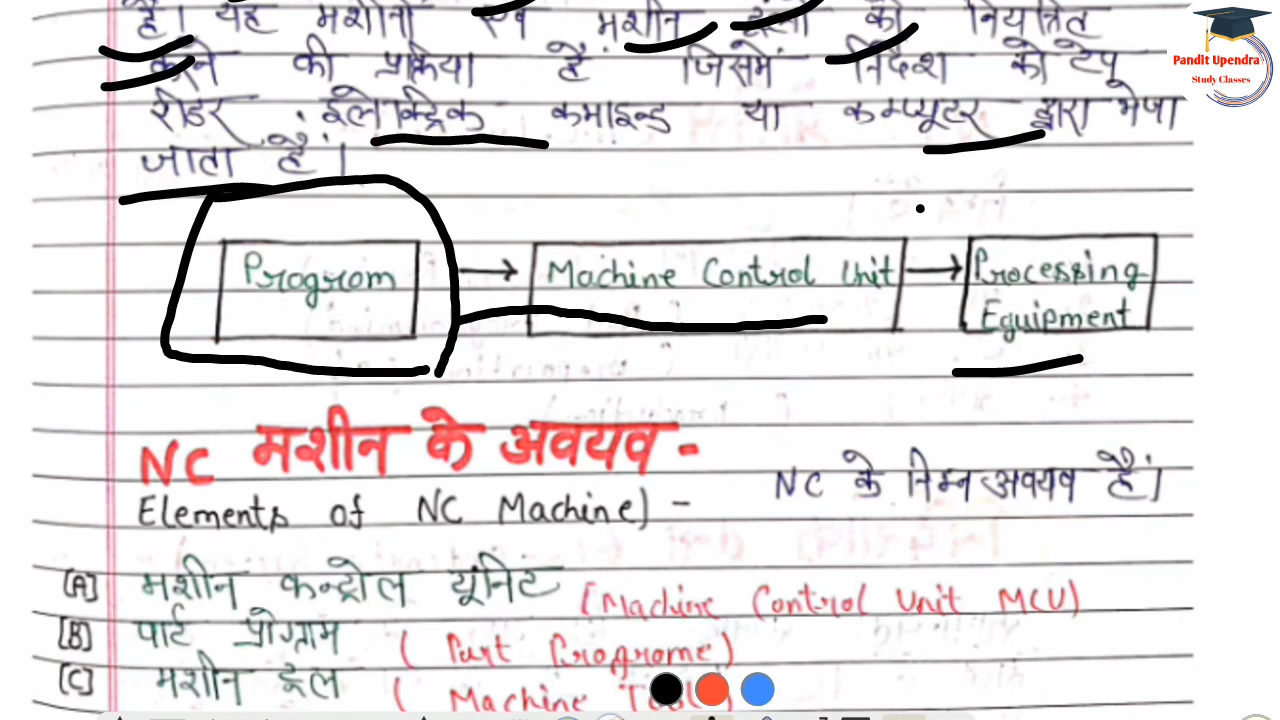 है। यह मशीनो एवं मशीन टूलो को नियंत्रित
करने की प्रक्रिया है जिसमें निर्देश को टेप
रीडर इलेक्ट्रिक कमाइन्ड या कम्प्यूटर द्वारा भेजा
जाता है।
Pandit Upendra
Study Classes
Program → Machine Control Unit → Processing
Equipment
NC मशीन के अवयव -
NC के निम्न अवयव है।
Elements of NC Machine) -
[A] मशीन कन्ट्रोल यूनिट (Machine Control Unit MCU)
[B] पार्ट प्रोग्राम ( Part Programe)
[C] मशीन टूल ( Machine Tool)